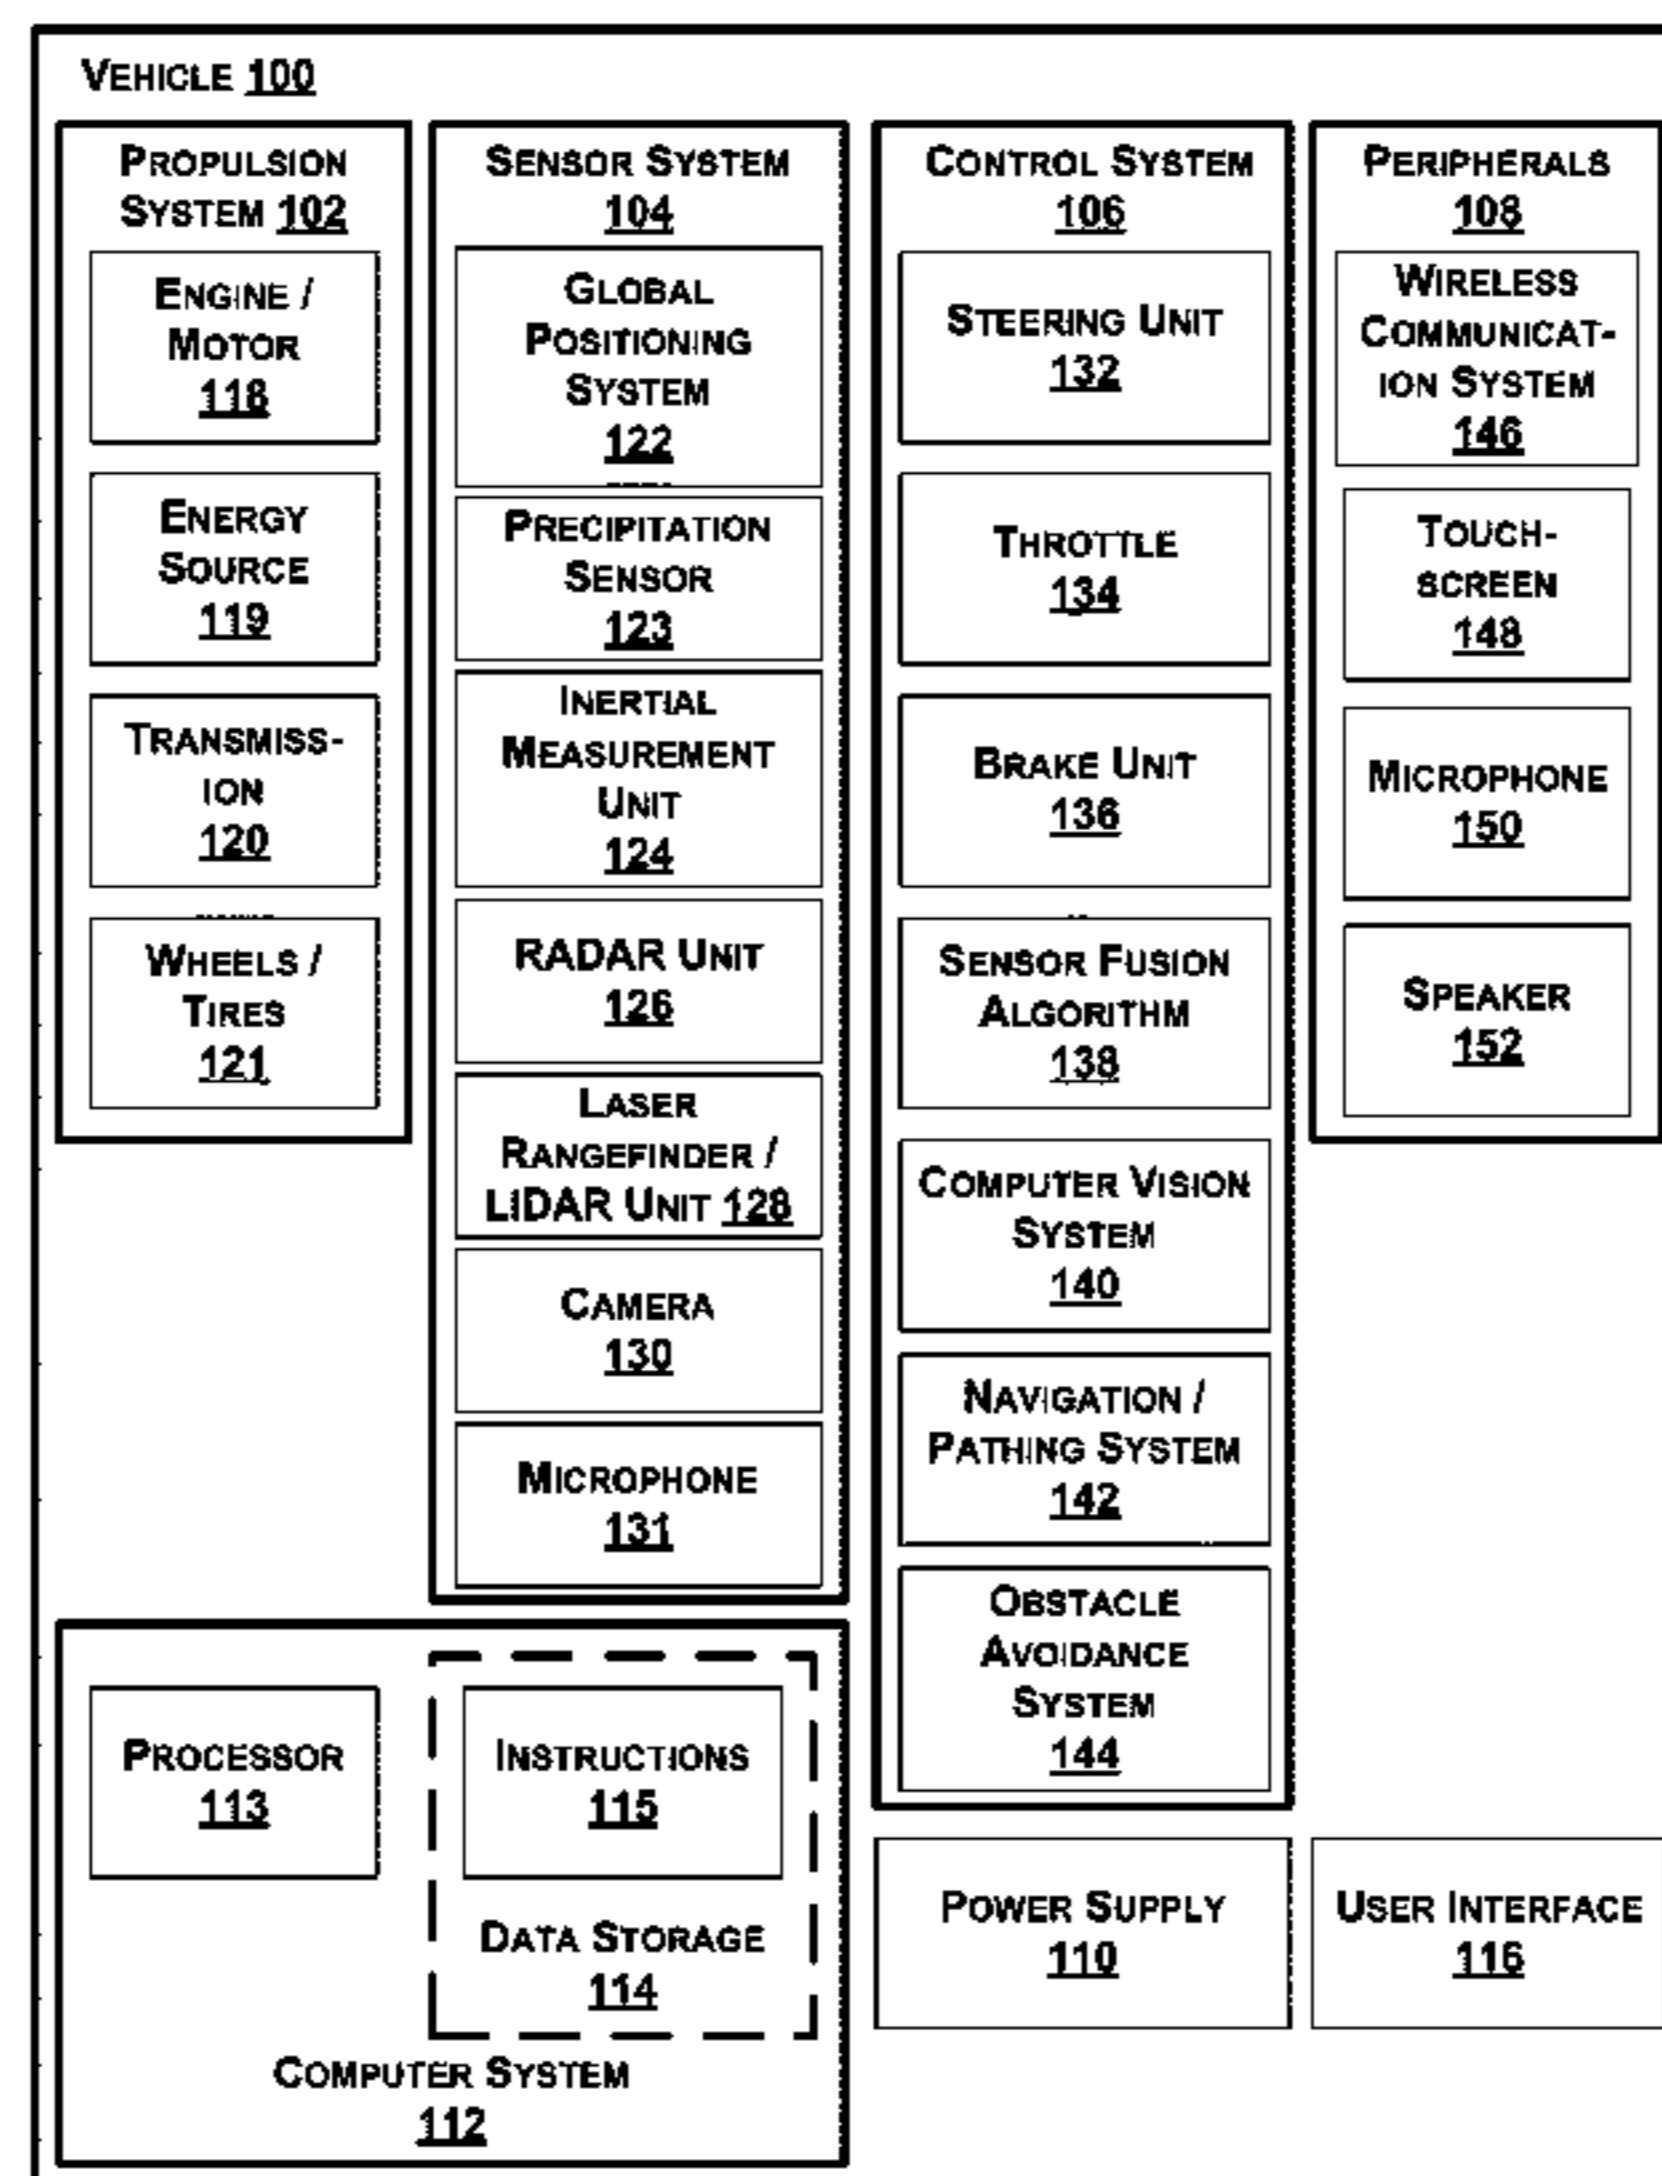 VEHICLE 100
PROPULSION
SYSTEM 102
ENGINE /
MOTOR
118
ENERGY
SOURCE
119
TRANSMISS-
ION
120
WHEELS /
TIRES
121
SENSOR SYSTEM
104
GLOBAL
POSITIONING
SYSTEM
122
PRECIPITATION
SENSOR
123
INERTIAL
MEASUREMENT
UNIT
124
RADAR UNIT
126
LASER
RANGEFINDER /
LIDAR UNIT 128
CAMERA
130
MICROPHONE
131
CONTROL SYSTEM
106
STEERING UNIT
132
THROTTLE
134
BRAKE UNIT
136
SENSOR FUSION
ALGORITHM
138
COMPUTER VISION
SYSTEM
140
NAVIGATION /
PATHING SYSTEM
142
OBSTACLE
AVOIDANCE
SYSTEM
144
PERIPHERALS
108
WIRELESS
COMMUNICAT-
ION SYSTEM
146
TOUCH-
SCREEN
148
MICROPHONE
150
SPEAKER
152
PROCESSOR
113
INSTRUCTIONS
115
DATA STORAGE
114
COMPUTER SYSTEM
112
POWER SUPPLY
110
USER INTERFACE
116